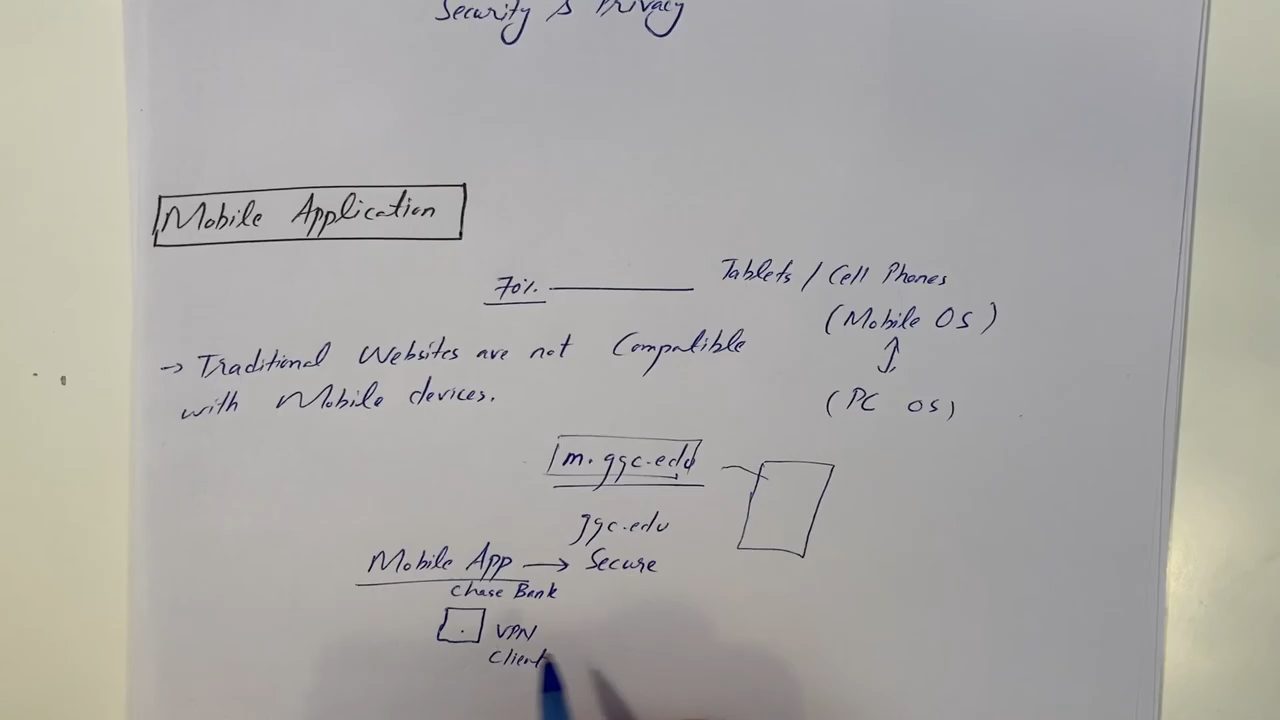 Security & Privacy
Mobile Application
70% Tablets / Cell Phones
(Mobile OS)
→ Traditional Websites are not Compatible
with Mobile devices.
(PC OS)
m.ggc.edu
ggc.edu
Mobile App → Secure
Chase Bank
VPN
Client